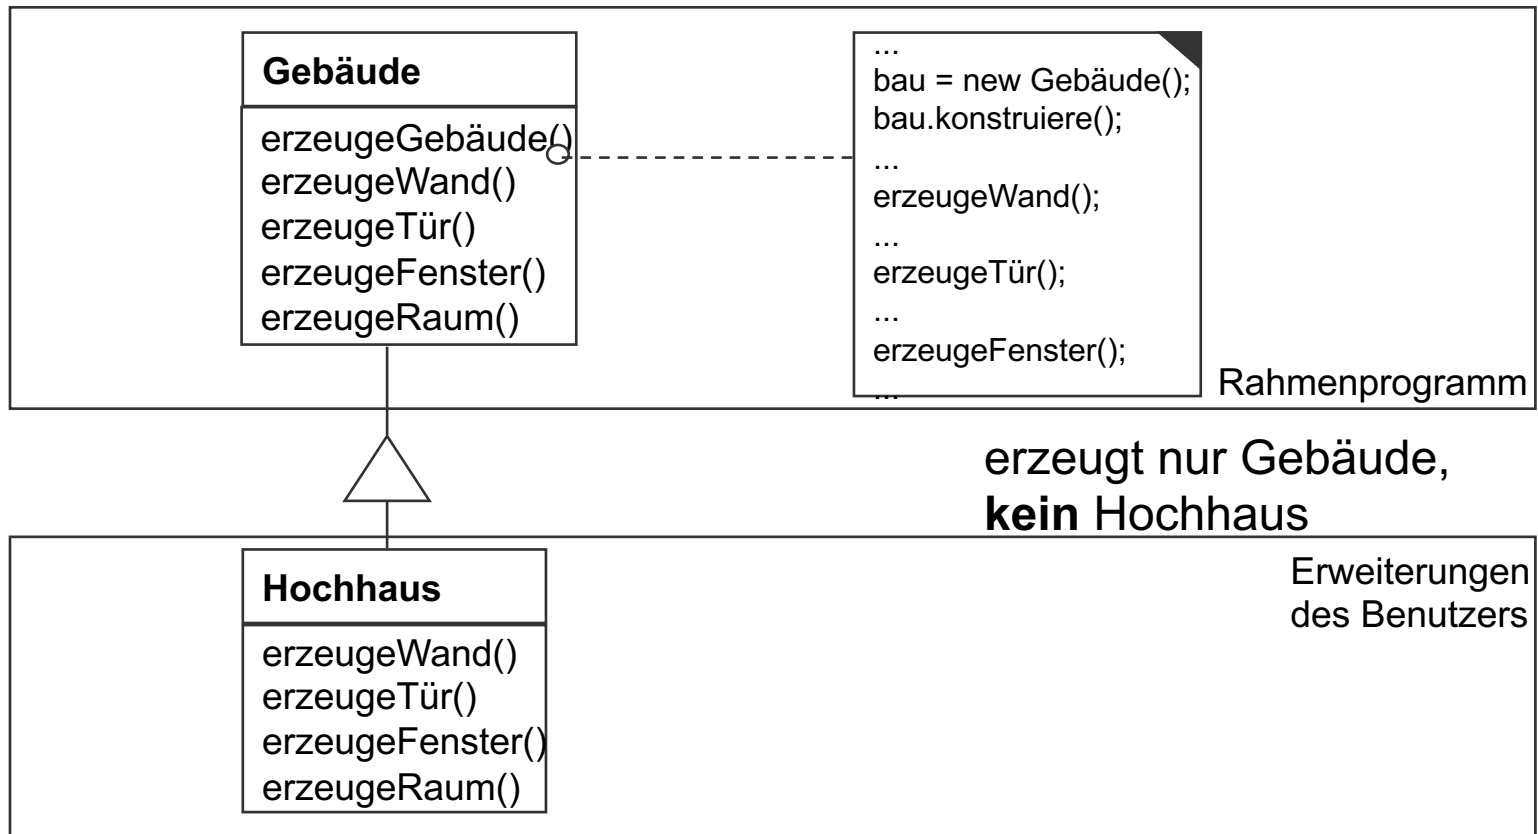 Gebäude
erzeugeGebäude()
erzeugeWand()
erzeugeTür()
erzeugeFenster()
erzeugeRaum()
...
bau = new Gebäude();
bau.konstruiere();
...
erzeugeWand();
...
erzeugeTür();
...
erzeugeFenster();
...
Rahmenprogramm
erzeugt nur Gebäude,
kein Hochhaus
Erweiterungen
des Benutzers
Hochhaus
erzeugeWand()
erzeugeTür()
erzeugeFenster()
erzeugeRaum()